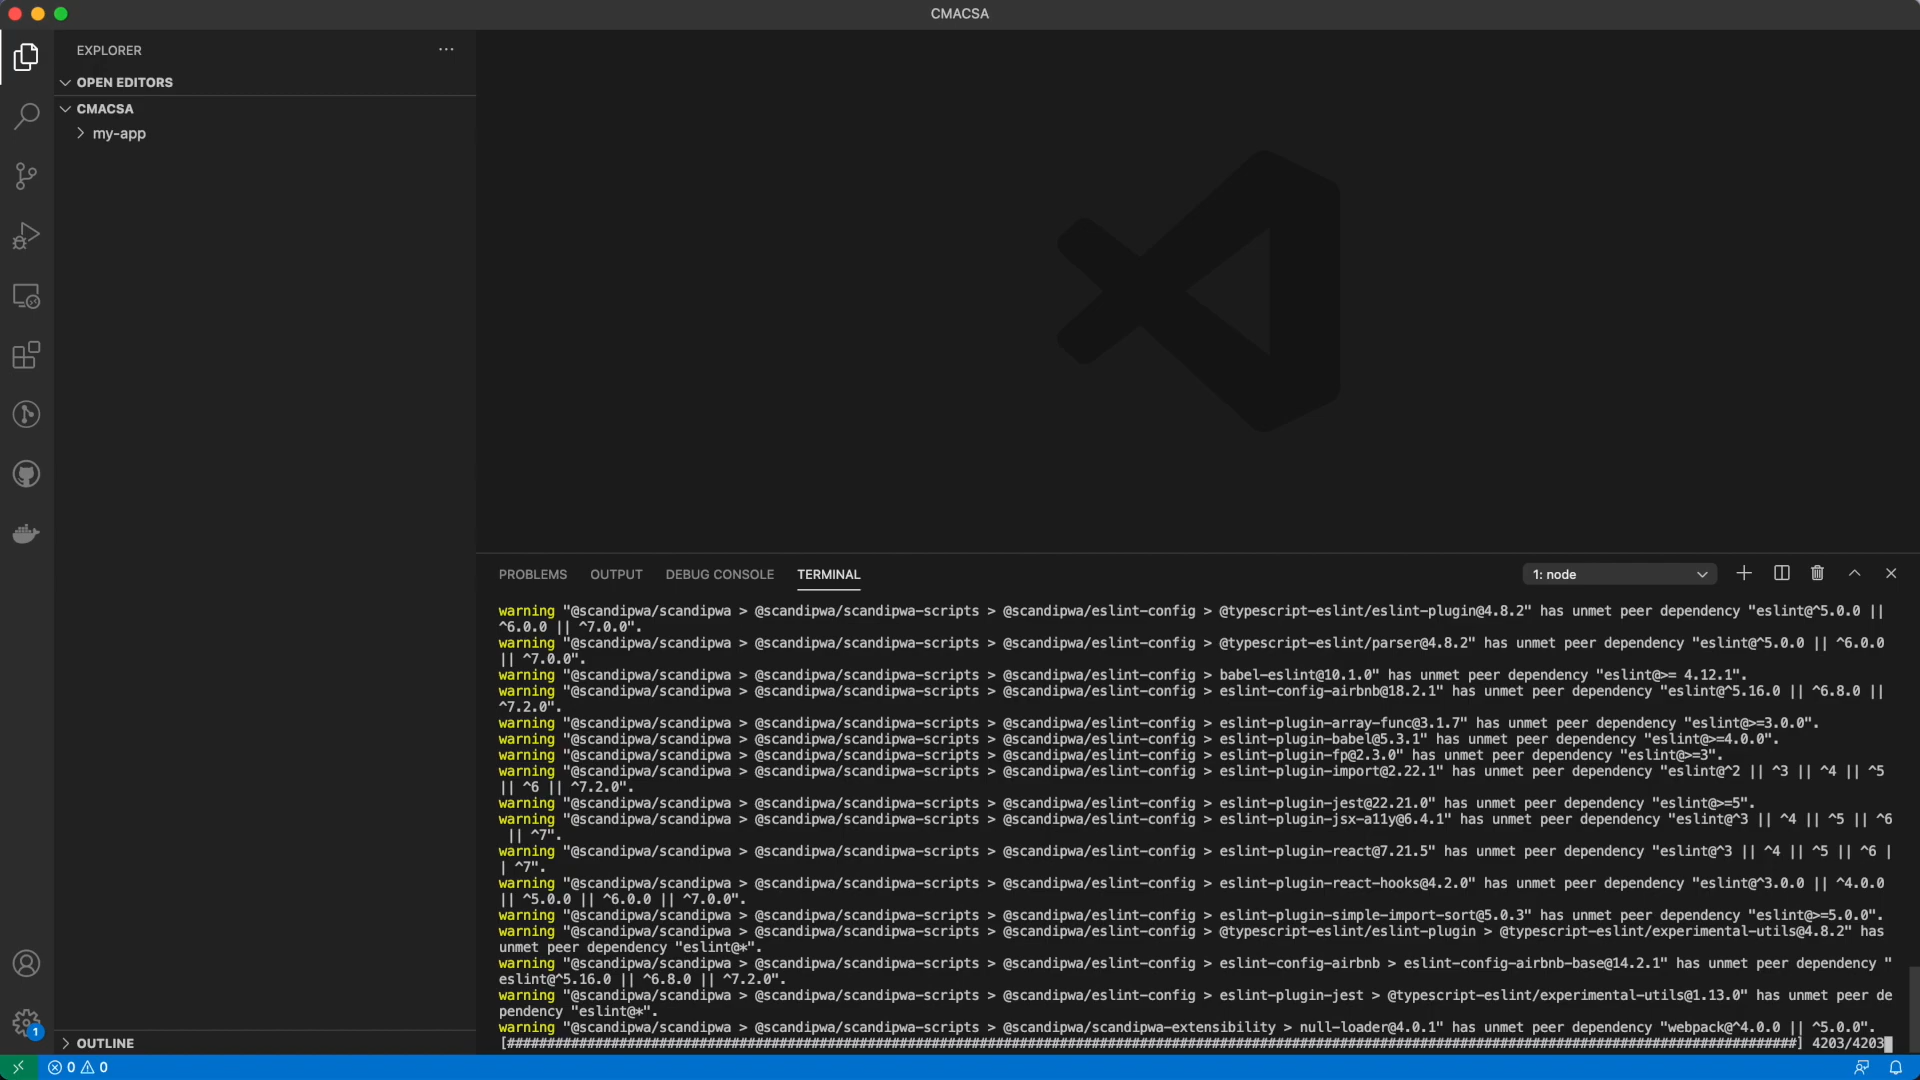 CMACSA
EXPLORER
OPEN EDITORS
CMACSA
my-app
PROBLEMS OUTPUT DEBUG CONSOLE TERMINAL 1: node
warning "@scandipwa/scandipwa > @scandipwa/scandipwa-scripts > @scandipwa/eslint-config > @typescript-eslint/eslint-plugin@4.8.2" has unmet peer dependency "eslint@^5.0.0 ||
^6.0.0 || ^7.0.0".
warning "@scandipwa/scandipwa > @scandipwa/scandipwa-scripts > @scandipwa/eslint-config > @typescript-eslint/parser@4.8.2" has unmet peer dependency "eslint@^5.0.0 || ^6.0.0
|| ^7.0.0".
warning "@scandipwa/scandipwa > @scandipwa/scandipwa-scripts > @scandipwa/eslint-config > babel-eslint@10.1.0" has unmet peer dependency "eslint@>= 4.12.1".
warning "@scandipwa/scandipwa > @scandipwa/scandipwa-scripts > @scandipwa/eslint-config > eslint-config-airbnb@18.2.1" has unmet peer dependency "eslint@^5.16.0 || ^6.8.0 ||
^7.2.0".
warning "@scandipwa/scandipwa > @scandipwa/scandipwa-scripts > @scandipwa/eslint-config > eslint-plugin-array-func@3.1.7" has unmet peer dependency "eslint@>=3.0.0".
warning "@scandipwa/scandipwa > @scandipwa/scandipwa-scripts > @scandipwa/eslint-config > eslint-plugin-babel@5.3.1" has unmet peer dependency "eslint@>=4.0.0".
warning "@scandipwa/scandipwa > @scandipwa/scandipwa-scripts > @scandipwa/eslint-config > eslint-plugin-fp@2.3.0" has unmet peer dependency "eslint@>=3".
warning "@scandipwa/scandipwa > @scandipwa/scandipwa-scripts > @scandipwa/eslint-config > eslint-plugin-import@2.22.1" has unmet peer dependency "eslint@^2 || ^3 || ^4 || ^5
|| ^6 || ^7.2.0".
warning "@scandipwa/scandipwa > @scandipwa/scandipwa-scripts > @scandipwa/eslint-config > eslint-plugin-jest@22.21.0" has unmet peer dependency "eslint@>=5".
warning "@scandipwa/scandipwa > @scandipwa/scandipwa-scripts > @scandipwa/eslint-config > eslint-plugin-jsx-a11y@6.4.1" has unmet peer dependency "eslint@^3 || ^4 || ^5 || ^6
|| ^7".
warning "@scandipwa/scandipwa > @scandipwa/scandipwa-scripts > @scandipwa/eslint-config > eslint-plugin-react@7.21.5" has unmet peer dependency "eslint@^3 || ^4 || ^5 || ^6 |
| ^7".
warning "@scandipwa/scandipwa > @scandipwa/scandipwa-scripts > @scandipwa/eslint-config > eslint-plugin-react-hooks@4.2.0" has unmet peer dependency "eslint@^3.0.0 || ^4.0.0
|| ^5.0.0 || ^6.0.0 || ^7.0.0".
warning "@scandipwa/scandipwa > @scandipwa/scandipwa-scripts > @scandipwa/eslint-config > eslint-plugin-simple-import-sort@5.0.3" has unmet peer dependency "eslint@>=5.0.0".
warning "@scandipwa/scandipwa > @scandipwa/scandipwa-scripts > @scandipwa/eslint-config > @typescript-eslint/eslint-plugin > @typescript-eslint/experimental-utils@4.8.2" has
unmet peer dependency "eslint@*".
warning "@scandipwa/scandipwa > @scandipwa/scandipwa-scripts > @scandipwa/eslint-config > eslint-config-airbnb > eslint-config-airbnb-base@14.2.1" has unmet peer dependency "
eslint@^5.16.0 || ^6.8.0 || ^7.2.0".
warning "@scandipwa/scandipwa > @scandipwa/scandipwa-scripts > @scandipwa/eslint-config > eslint-plugin-jest > @typescript-eslint/experimental-utils@1.13.0" has unmet peer de
pendency "eslint@*".
warning "@scandipwa/scandipwa > @scandipwa/scandipwa-scripts > @scandipwa/scandipwa-extensibility > null-loader@4.0.1" has unmet peer dependency "webpack@^4.0.0 || ^5.0.0".
[#################################################################################################################################################################] 4203/4203
1
OUTLINE
0 0